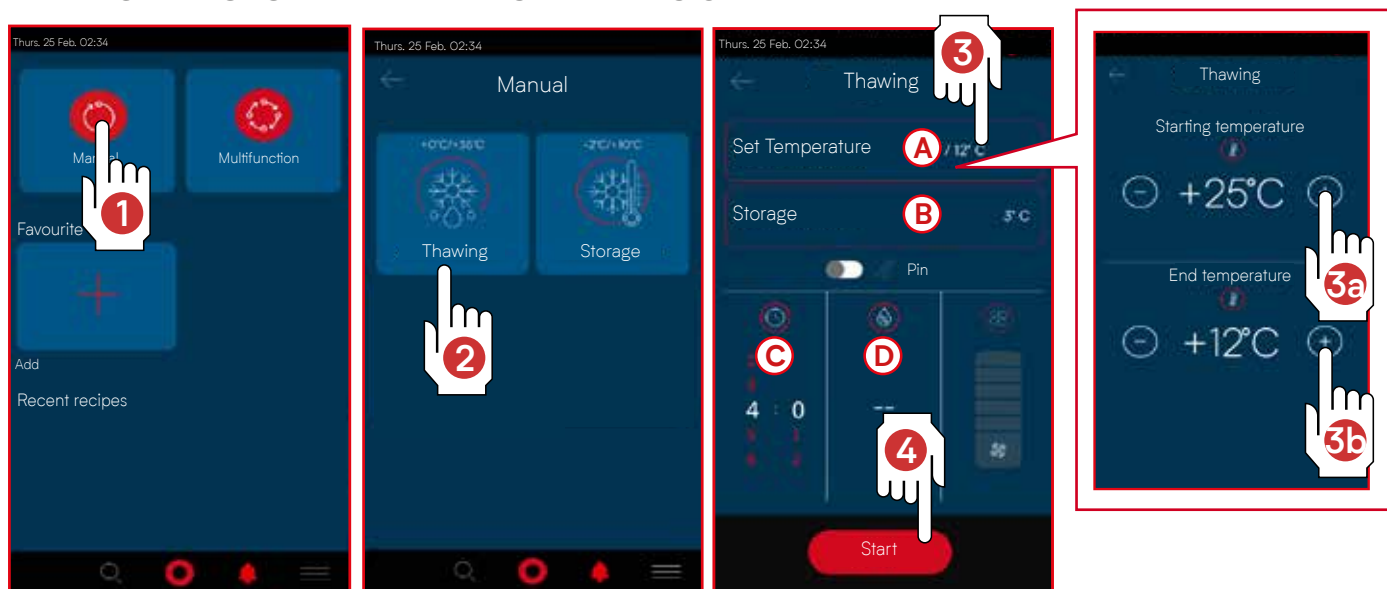 Thurs. 25 Feb. 02:34
Multifunction
1
Favourite
Add
Recent recipes
Thurs. 25 Feb. 02:34
Manual
+0°C/+36°C
-2°C/+10°C
Thawing
Storage
2
Thurs. 25 Feb. 02:34
3
Thawing
Set Temperature
A
/ 12° C
Storage
B
3° C
Pin
C
D
4 : 0
--
4
Start
Thawing
Starting temperature
- +25°C
3a
End temperature
- +12°C +
3b